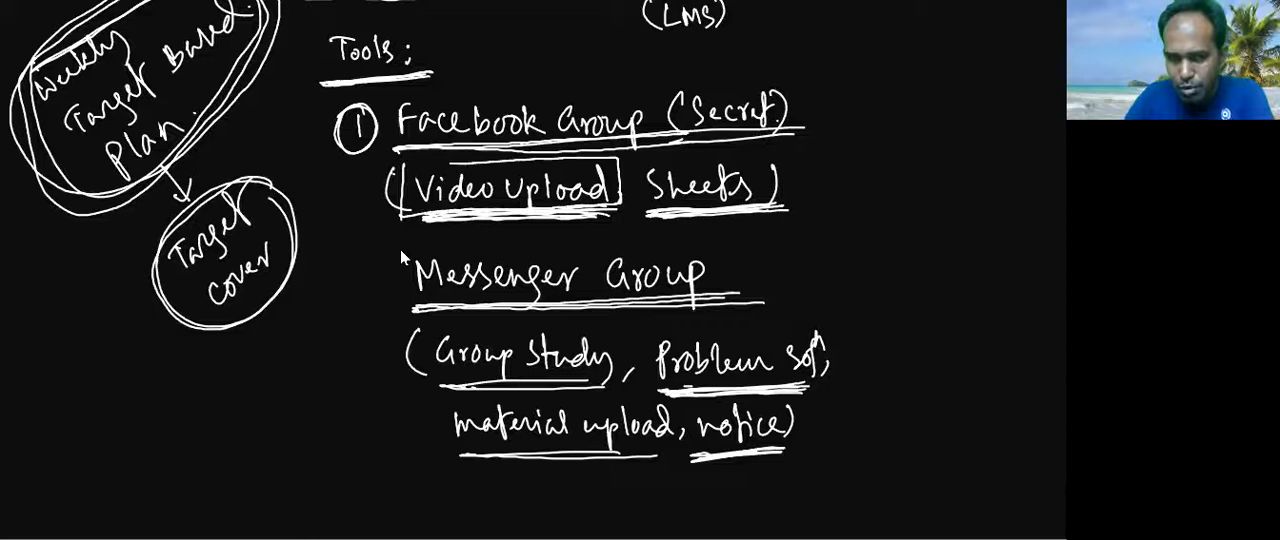 (LMS)
Weekly
Target Based
plan.
Target
cover
Tools:
① Facebook Group (Secret)
(Video Upload Sheets)
Messenger Group
(Group Study, Problem Solⁿ,
material upload, notice)